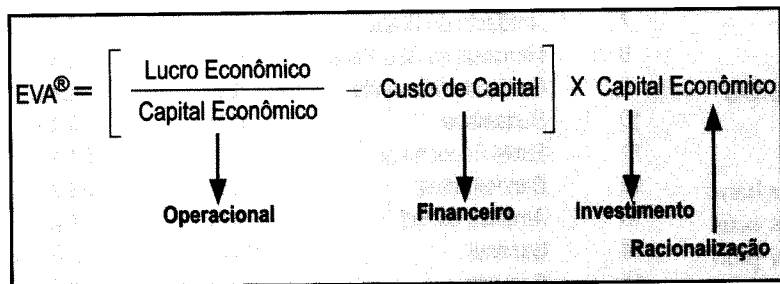 Lucro Econômico
EVA®= – Custo de Capital X Capital Econômico
Capital Econômico
Operacional Financeiro Investimento
Racionalização